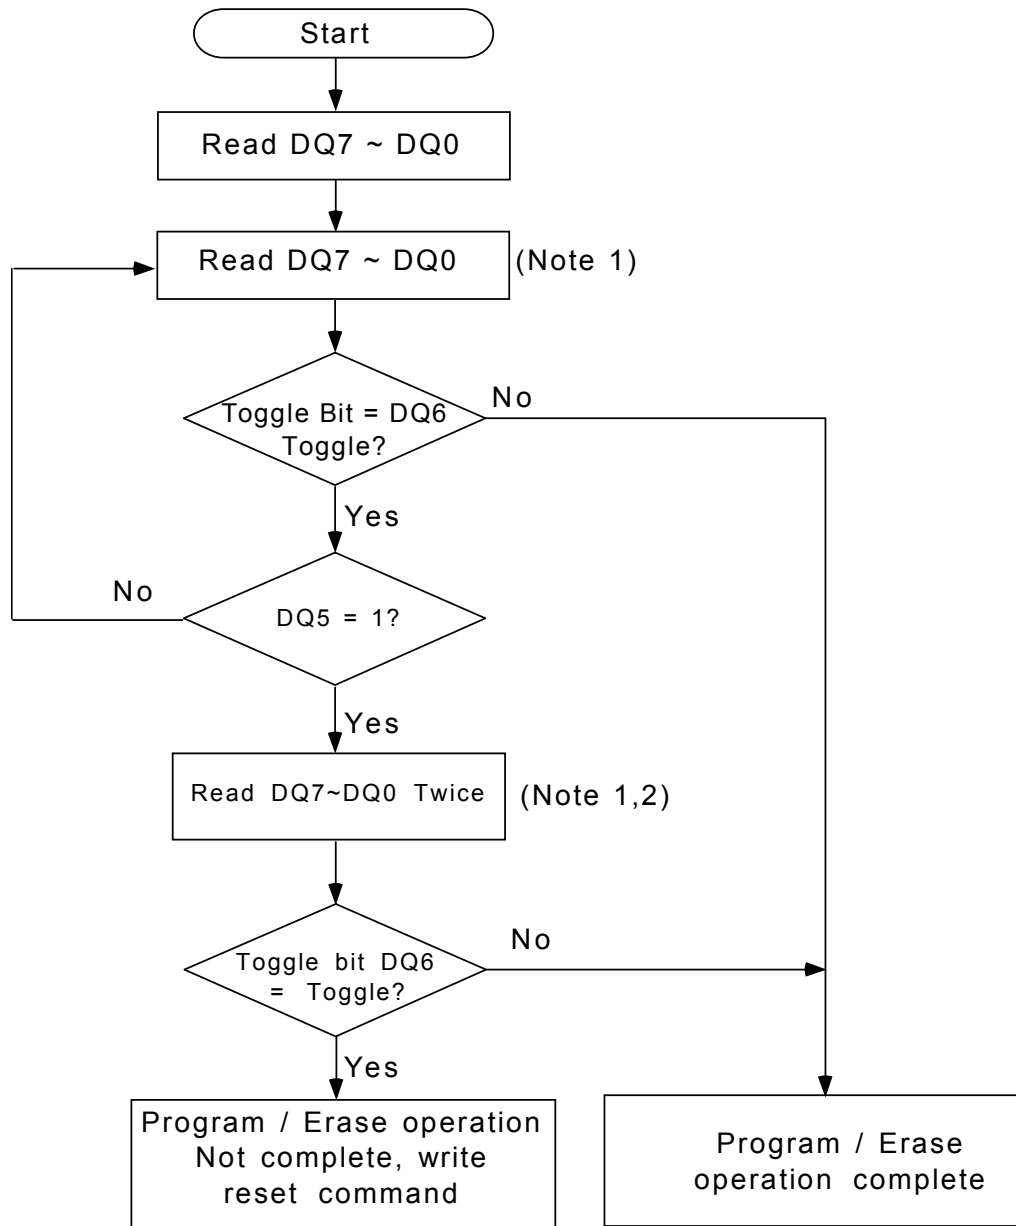 Start
Read DQ7 ~ DQ0
Read DQ7 ~ DQ0
(Note 1)
No
Toggle Bit = DQ6
Toggle?
Yes
No
DQ5 = 1?
Yes
Read DQ7~DQ0 Twice
(Note 1,2)
No
Toggle bit DQ6
= Toggle?
Yes
Program / Erase operation
Not complete, write
reset command
Program / Erase
operation complete